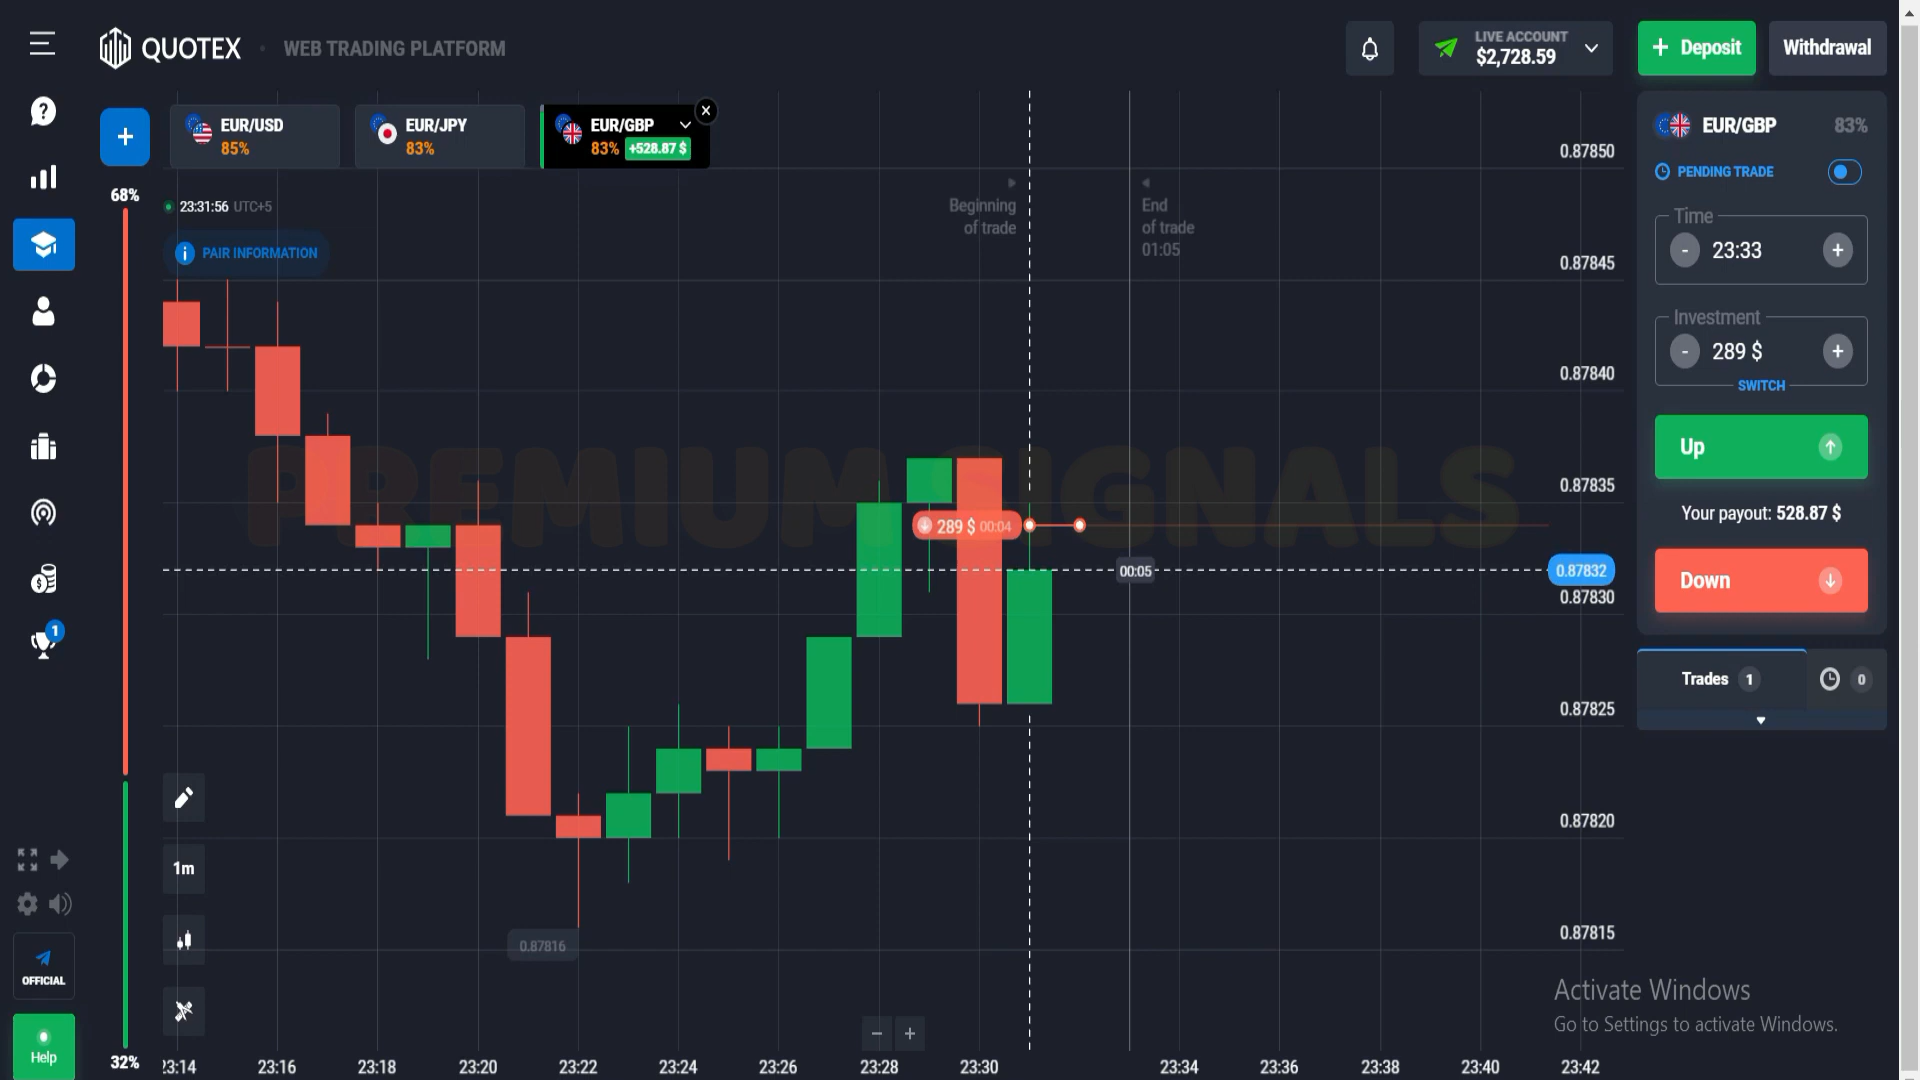 QUOTEX
WEB TRADING PLATFORM
LIVE ACCOUNT
$2,728.59
+ Deposit
Withdrawal
+
EUR/USD
85%
EUR/JPY
83%
EUR/GBP
83% +528.87 $
68%
23:31:56 UTC+5
i PAIR INFORMATION
Beginning
of trade
End
of trade
01:05
0.87850
0.87845
0.87840
0.87835
0.87832
0.87830
0.87825
0.87820
0.87815
PREMIUM SIGNALS
289 $ 00:04
00:05
0.87816
EUR/GBP 83%
PENDING TRADE
Time
- 23:33 +
Investment
- 289 $ +
SWITCH
Up
Your payout: 528.87 $
Down
Trades 1
0
?
1
1m
OFFICIAL
Help
32%
- +
23:14 23:16 23:18 23:20 23:22 23:24 23:26 23:28 23:30 23:34 23:36 23:38 23:40 23:42
Activate Windows
Go to Settings to activate Windows.